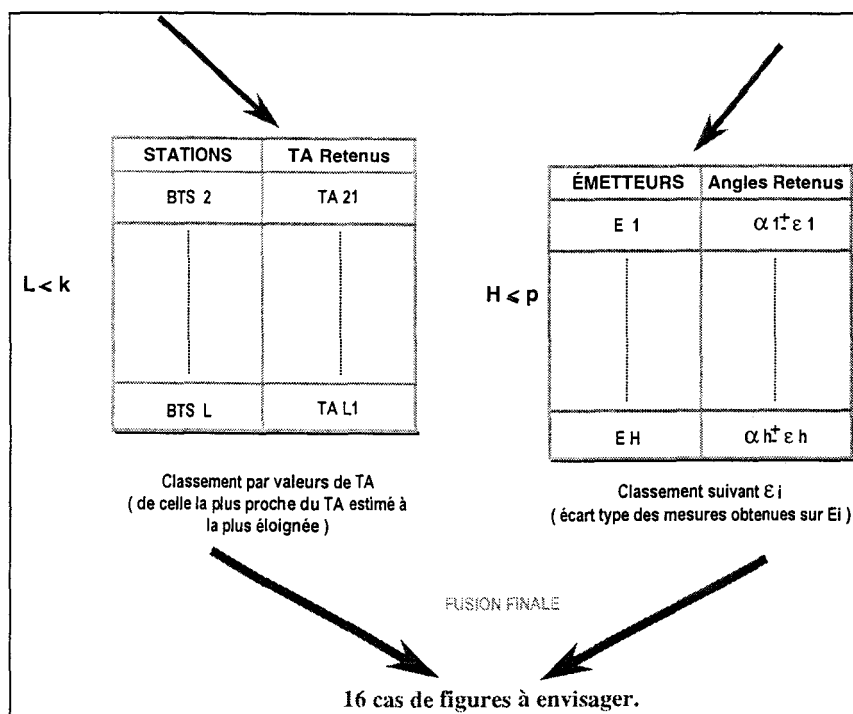 STATIONS TA Retenus
BTS 2 TA 21
L < k
BTS L TA L1
Classement par valeurs de TA
( de celle la plus proche du TA estimé à
la plus éloignée )
ÉMETTEURS Angles Retenus
E 1 α 1 ± ε 1
H ⩽ p
E H α h ± ε h
Classement suivant ε i
( écart type des mesures obtenues sur Ei )
FUSION FINALE
16 cas de figures à envisager.